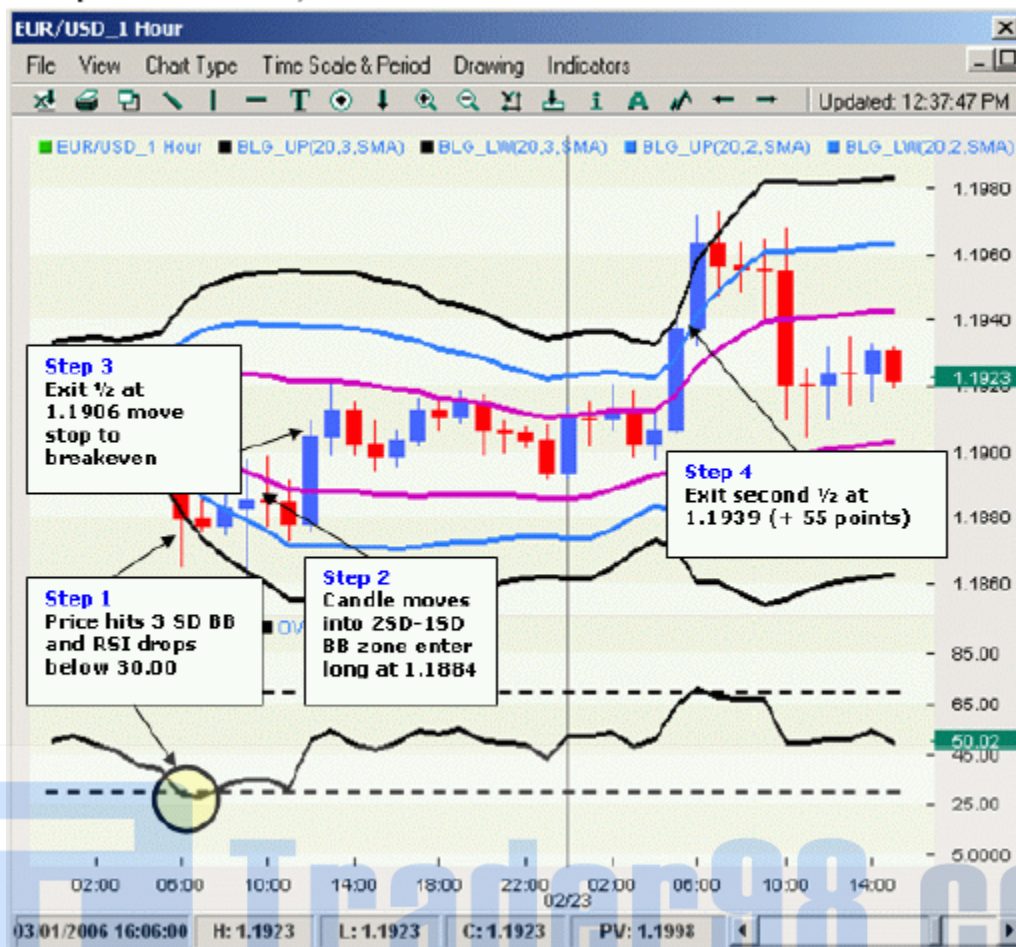 EUR/USD_1 Hour
File View Chart Type Time Scale & Period Drawing Indicators
Updated: 12:37:47 PM
EUR/USD_1 Hour BLG_UP(20,3,SMA) BLG_LW(20,3,SMA) BLG_UP(20,2,SMA) BLG_LW(20,2,SMA)
1.1980
1.1960
1.1940
1.1923
1.1900
1.1880
1.1860
Step 3
Exit ½ at
1.1906 move
stop to
breakeven
Step 4
Exit second ½ at
1.1939 (+ 55 points)
Step 1
Price hits 3 SD BB
and RSI drops
below 30.00
Step 2
Candle moves
into 2SD-1SD
BB zone enter
long at 1.1884
85.00
65.00
50.02
45.00
25.00
5.0000
02:00 06:00 10:00 14:00 18:00 22:00 02:00 06:00 10:00 14:00
02/23
Trader98
03/01/2006 16:06:00 H: 1.1923 L: 1.1923 C: 1.1923 PV: 1.1998